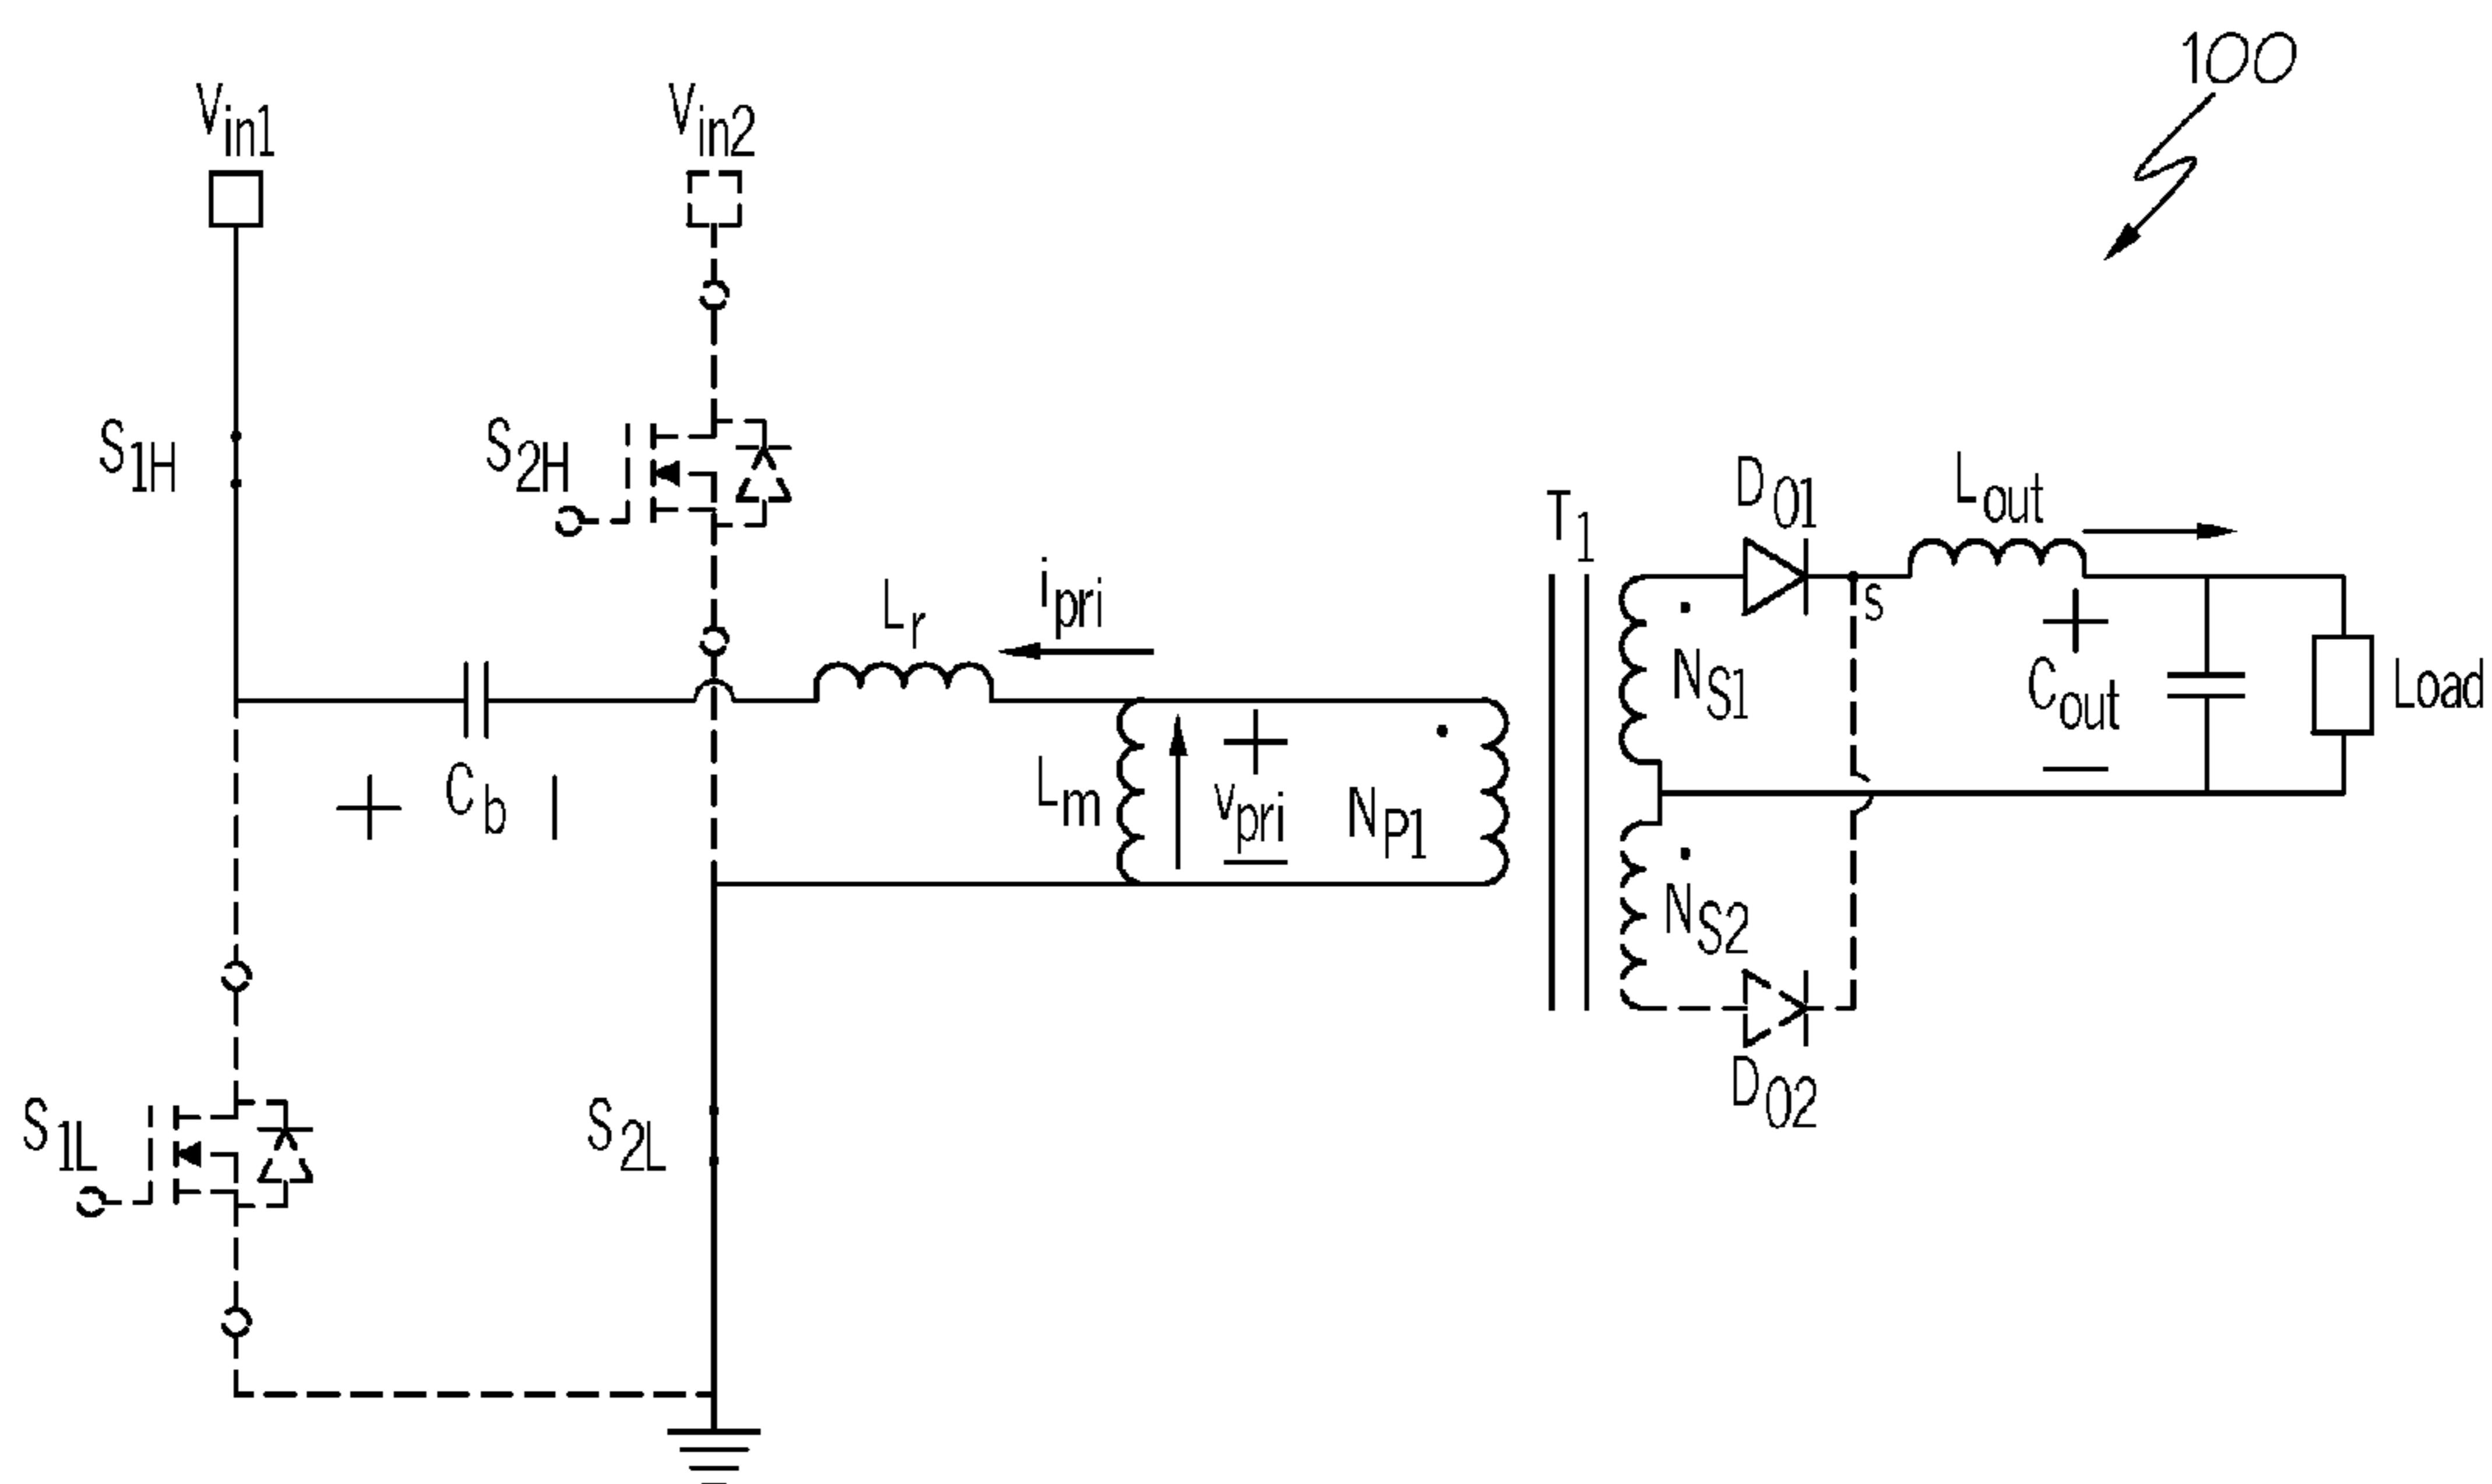 100
Vin1
Vin2
S1H
S2H
Lr
ipri
T1
DO1
Lout
s
NS1
+
Cout
−
Load
+ Cb |
Lm
+
vpri
−
NP1
NS2
DO2
S1L
S2L